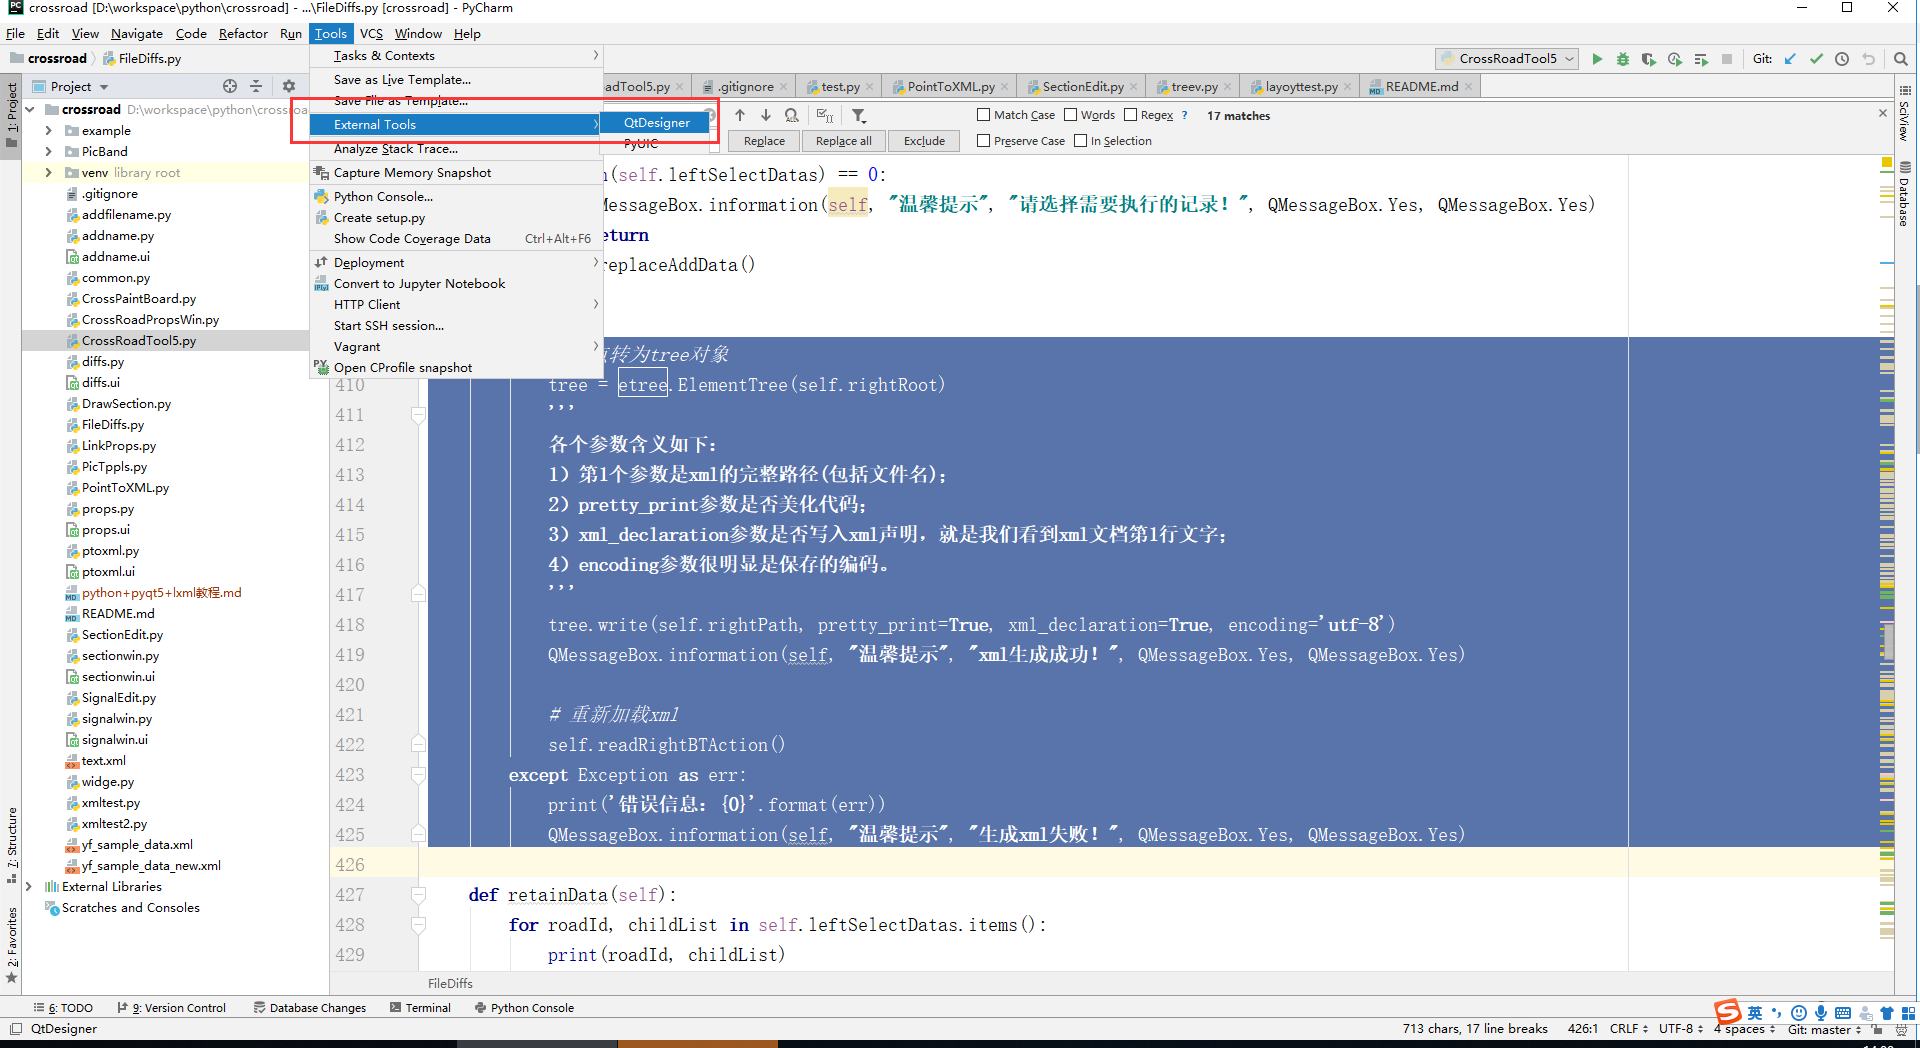 crossroad [D:\workspace\python\crossroad] - ...\FileDiffs.py [crossroad] - PyCharm
File Edit View Navigate Code Refactor Run Tools VCS Window Help
crossroad FileDiffs.py
CrossRoadTool5
Git:
Project
adTool5.py
.gitignore
test.py
PointToXML.py
SectionEdit.py
treev.py
layoyttest.py
README.md
Tasks & Contexts
Save as Live Template...
Save File as Template...
External Tools
QtDesigner
PyUIC
Analyze Stack Trace...
Capture Memory Snapshot
Python Console...
Create setup.py
Show Code Coverage Data Ctrl+Alt+F6
Deployment
Convert to Jupyter Notebook
HTTP Client
Start SSH session...
Vagrant
Open CProfile snapshot
Match Case Words Regex ? 17 matches
Replace Replace all Exclude Preserve Case In Selection
1: Project
7: Structure
2: Favorites
SciView
Database
crossroad D:\workspace\python\crossroa
example
PicBand
venv library root
.gitignore
addfilename.py
addname.py
addname.ui
common.py
CrossPaintBoard.py
CrossRoadPropsWin.py
CrossRoadTool5.py
diffs.py
diffs.ui
DrawSection.py
FileDiffs.py
LinkProps.py
PicTppls.py
PointToXML.py
props.py
props.ui
ptoxml.py
ptoxml.ui
python+pyqt5+lxml教程.md
README.md
SectionEdit.py
sectionwin.py
sectionwin.ui
SignalEdit.py
signalwin.py
signalwin.ui
text.xml
widge.py
xmltest.py
xmltest2.py
yf_sample_data.xml
yf_sample_data_new.xml
External Libraries
Scratches and Consoles
(self.leftSelectDatas) == 0:
MessageBox.information(self, "温馨提示", "请选择需要执行的记录！", QMessageBox.Yes, QMessageBox.Yes)
eturn
replaceAddData()
转为tree对象
410 tree = etree.ElementTree(self.rightRoot)
411 '''
412 各个参数含义如下：
413 1）第1个参数是xml的完整路径(包括文件名)；
414 2）pretty_print参数是否美化代码；
415 3）xml_declaration参数是否写入xml声明，就是我们看到xml文档第1行文字；
416 4）encoding参数很明显是保存的编码。
417 '''
418 tree.write(self.rightPath, pretty_print=True, xml_declaration=True, encoding='utf-8')
419 QMessageBox.information(self, "温馨提示", "xml生成成功！", QMessageBox.Yes, QMessageBox.Yes)
420
421 # 重新加载xml
422 self.readRightBTAction()
423 except Exception as err:
424 print('错误信息：{0}'.format(err))
425 QMessageBox.information(self, "温馨提示", "生成xml失败！", QMessageBox.Yes, QMessageBox.Yes)
426
427 def retainData(self):
428 for roadId, childList in self.leftSelectDatas.items():
429 print(roadId, childList)
FileDiffs
6: TODO 9: Version Control Database Changes Terminal Python Console
英
QtDesigner
713 chars, 17 line breaks 426:1 CRLF UTF-8 4 spaces Git: master